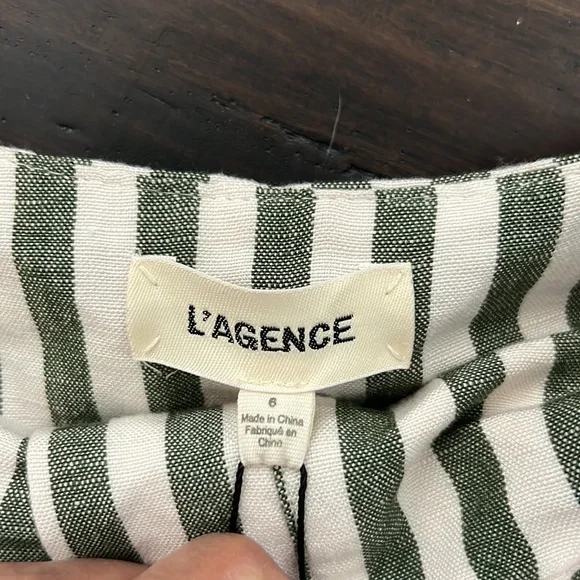 L'AGENCE
6
Made in China
Fabriqué en
Chine